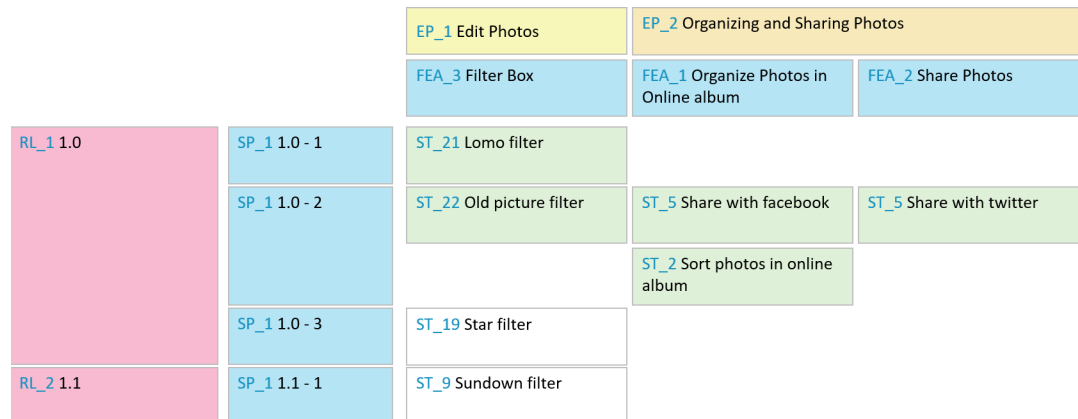 EP_1 Edit Photos
EP_2 Organizing and Sharing Photos
FEA_3 Filter Box
FEA_1 Organize Photos in
Online album
FEA_2 Share Photos
RL_1 1.0
SP_1 1.0 - 1
ST_21 Lomo filter
SP_1 1.0 - 2
ST_22 Old picture filter
ST_5 Share with facebook
ST_5 Share with twitter
ST_2 Sort photos in online
album
SP_1 1.0 - 3
ST_19 Star filter
RL_2 1.1
SP_1 1.1 - 1
ST_9 Sundown filter